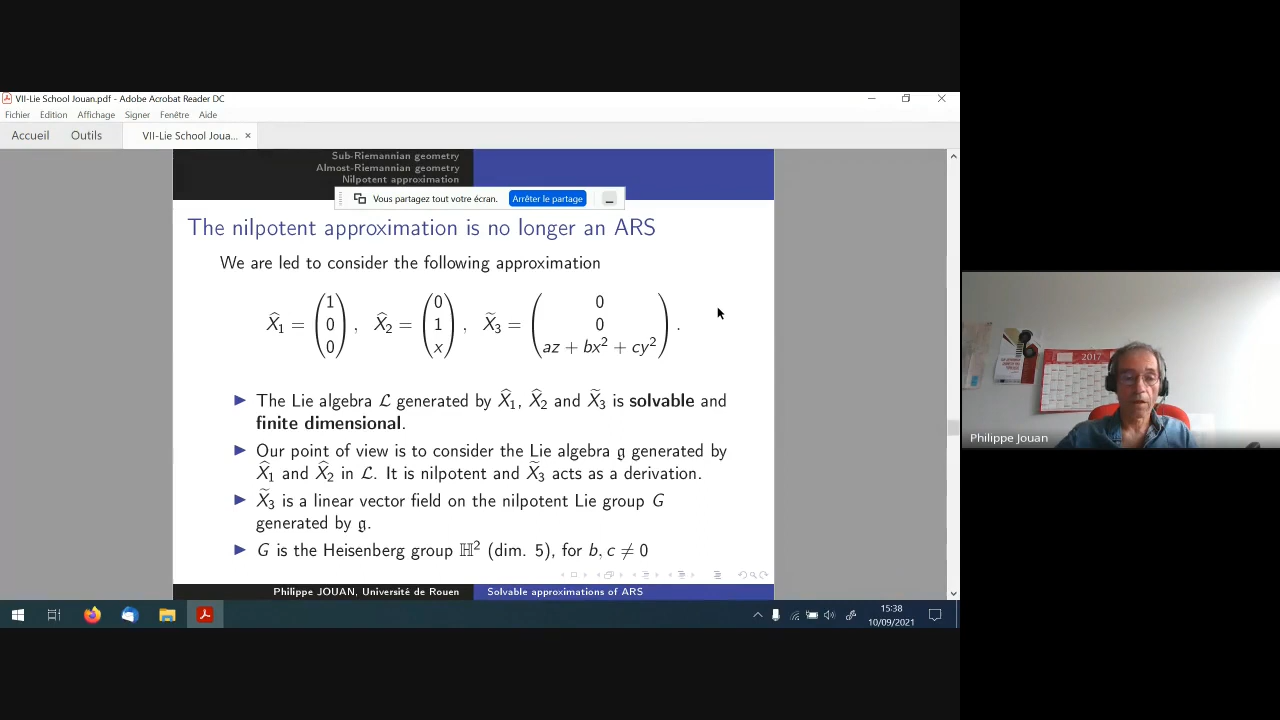 VII-Lie School Jouan.pdf - Adobe Acrobat Reader DC
Fichier Edition Affichage Signer Fenêtre Aide
Accueil Outils VII-Lie School Joua... ×
Sub-Riemannian geometry
Almost-Riemannian geometry
Nilpotent approximation
Vous partagez tout votre écran. Arrêter le partage
The nilpotent approximation is no longer an ARS
We are led to consider the following approximation
X̂₁ = (1 0 0), X̂₂ = (0 1 x), X̃₃ = (0 0 az + bx² + cy²).
► The Lie algebra ℒ generated by X̂₁, X̂₂ and X̃₃ is solvable and
finite dimensional.
► Our point of view is to consider the Lie algebra 𝔤 generated by
X̂₁ and X̂₂ in ℒ. It is nilpotent and X̃₃ acts as a derivation.
► X̃₃ is a linear vector field on the nilpotent Lie group G
generated by 𝔤.
► G is the Heisenberg group ℍ² (dim. 5), for b, c ≠ 0
Philippe JOUAN, Université de Rouen Solvable approximations of ARS
15:38
10/09/2021
2017
Philippe Jouan